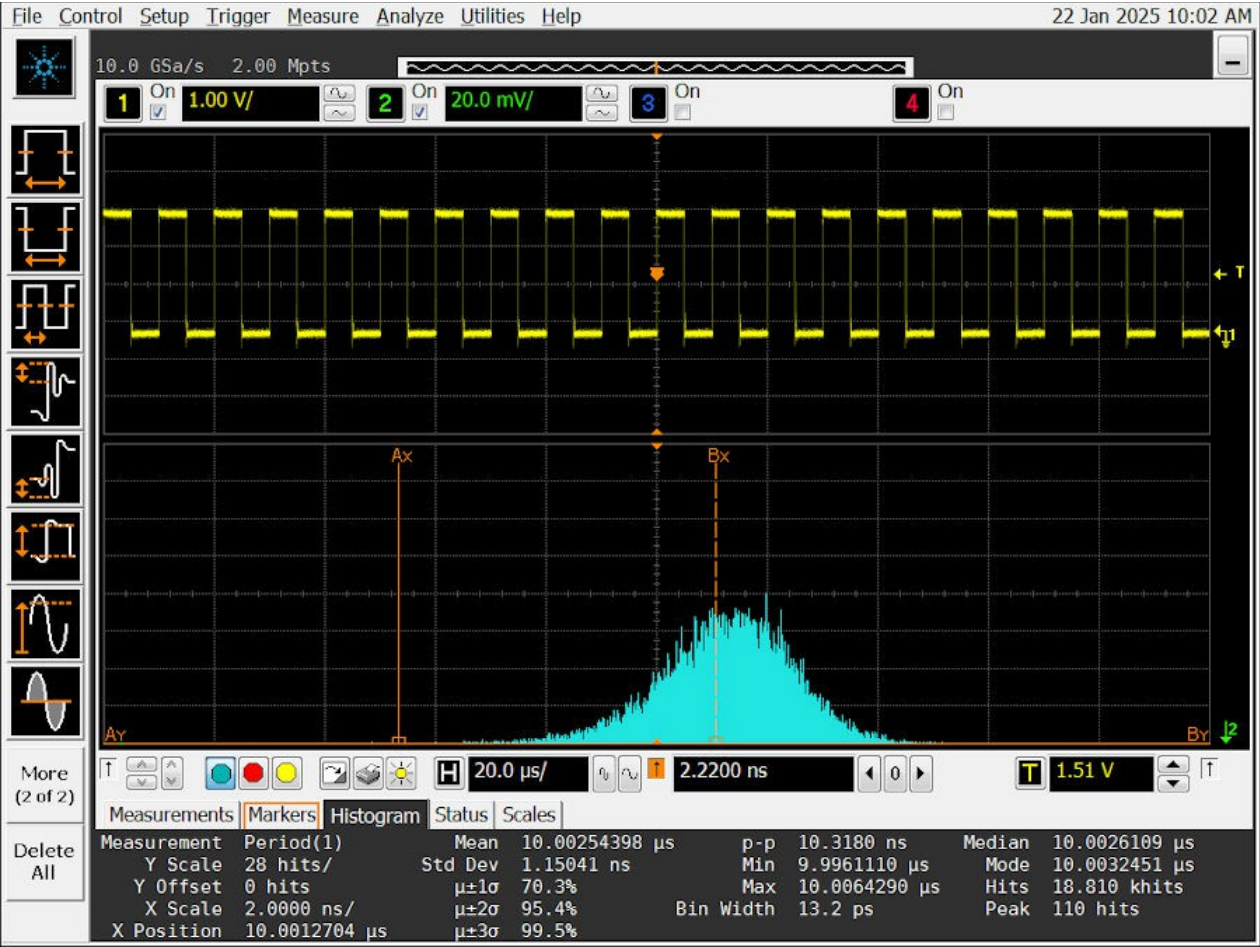 File Control Setup Trigger Measure Analyze Utilities Help 22 Jan 2025 10:02 AM
10.0 GSa/s 2.00 Mpts
1 On 1.00 V/ 2 On 20.0 mV/ 3 On 4 On
T
1
Ax Bx
Ay By 2
More
(2 of 2)
Delete
All
H 20.0 µs/ 2.2200 ns 0 T 1.51 V
Measurements Markers Histogram Status Scales
Measurement Period(1) Mean 10.00254398 µs p-p 10.3180 ns Median 10.0026109 µs
Y Scale 28 hits/ Std Dev 1.15041 ns Min 9.9961110 µs Mode 10.0032451 µs
Y Offset 0 hits µ±1σ 70.3% Max 10.0064290 µs Hits 18.810 khits
X Scale 2.0000 ns/ µ±2σ 95.4% Bin Width 13.2 ps Peak 110 hits
X Position 10.0012704 µs µ±3σ 99.5%